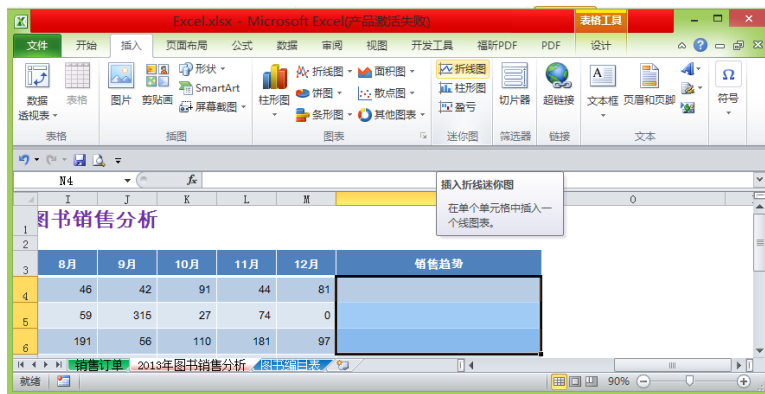 Excel.xlsx - Microsoft Excel(产品激活失败) 表格工具
文件 开始 插入 页面布局 公式 数据 审阅 视图 开发工具 福昕PDF PDF 设计
数据透视表 表格 图片 剪贴画 形状 SmartArt 屏幕截图 柱形图 折线图 饼图 条形图 面积图 散点图 其他图表 折线图 柱形图 盈亏 切片器 超链接 A 文本框 页眉和页脚 Ω 符号
表格 插图 图表 迷你图 筛选器 链接 文本
N4 fx
插入折线迷你图
在单个单元格中插入一
个线图表。
I J K L M O
1 图书销售分析
2
3 8月 9月 10月 11月 12月 销售趋势
4 46 42 91 44 81
5 59 315 27 74 0
6 191 56 110 181 97
销售订单 2013年图书销售分析 图书编目表
就绪 90%